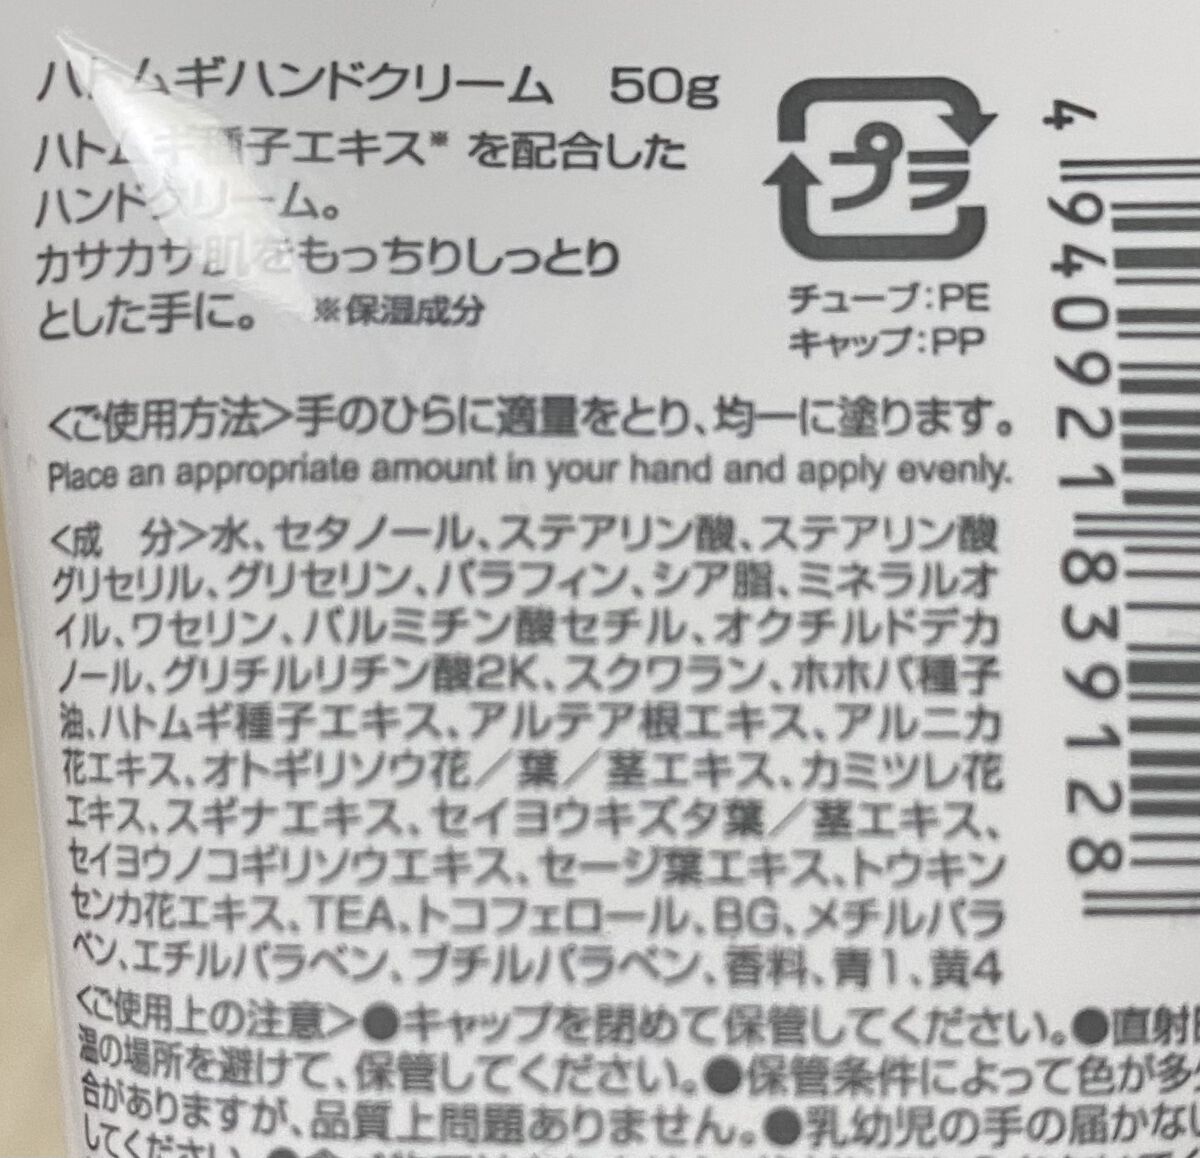 ハトムギハンドクリーム 50g
ハトムギ種子エキス※ を配合した
ハンドクリーム。
カサカサ肌をもっちりしっとり
とした手に。 ※保湿成分
プラ
チューブ:PE
キャップ:PP
<ご使用方法>手のひらに適量をとり、均一に塗ります。
Place an appropriate amount in your hand and apply evenly.
<成 分>水、セタノール、ステアリン酸、ステアリン酸
グリセリル、グリセリン、パラフィン、シア脂、ミネラルオ
イル、ワセリン、パルミチン酸セチル、オクチルドデカ
ノール、グリチルリチン酸2K、スクワラン、ホホバ種子
油、ハトムギ種子エキス、アルテア根エキス、アルニカ
花エキス、オトギリソウ花/葉/茎エキス、カミツレ花
エキス、スギナエキス、セイヨウキズタ葉/茎エキス、
セイヨウノコギリソウエキス、セージ葉エキス、トウキン
センカ花エキス、TEA、トコフェロール、BG、メチルパラ
ベン、エチルパラベン、ブチルパラベン、香料、青1、黄4
<ご使用上の注意>●キャップを閉めて保管してください。●直射
温の場所を避けて、保管してください。●保管条件によって色が多
合がありますが、品質上問題ありません。●乳幼児の手の届かない
してください。
4 940921 839128